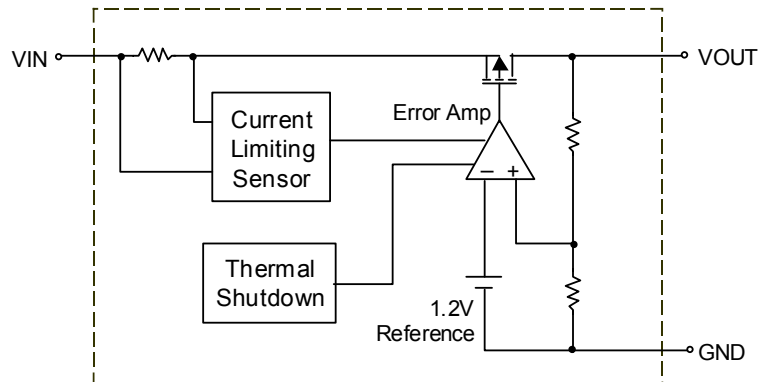 VIN
VOUT
Error Amp
Current
Limiting
Sensor
− +
Thermal
Shutdown
1.2V
Reference
GND